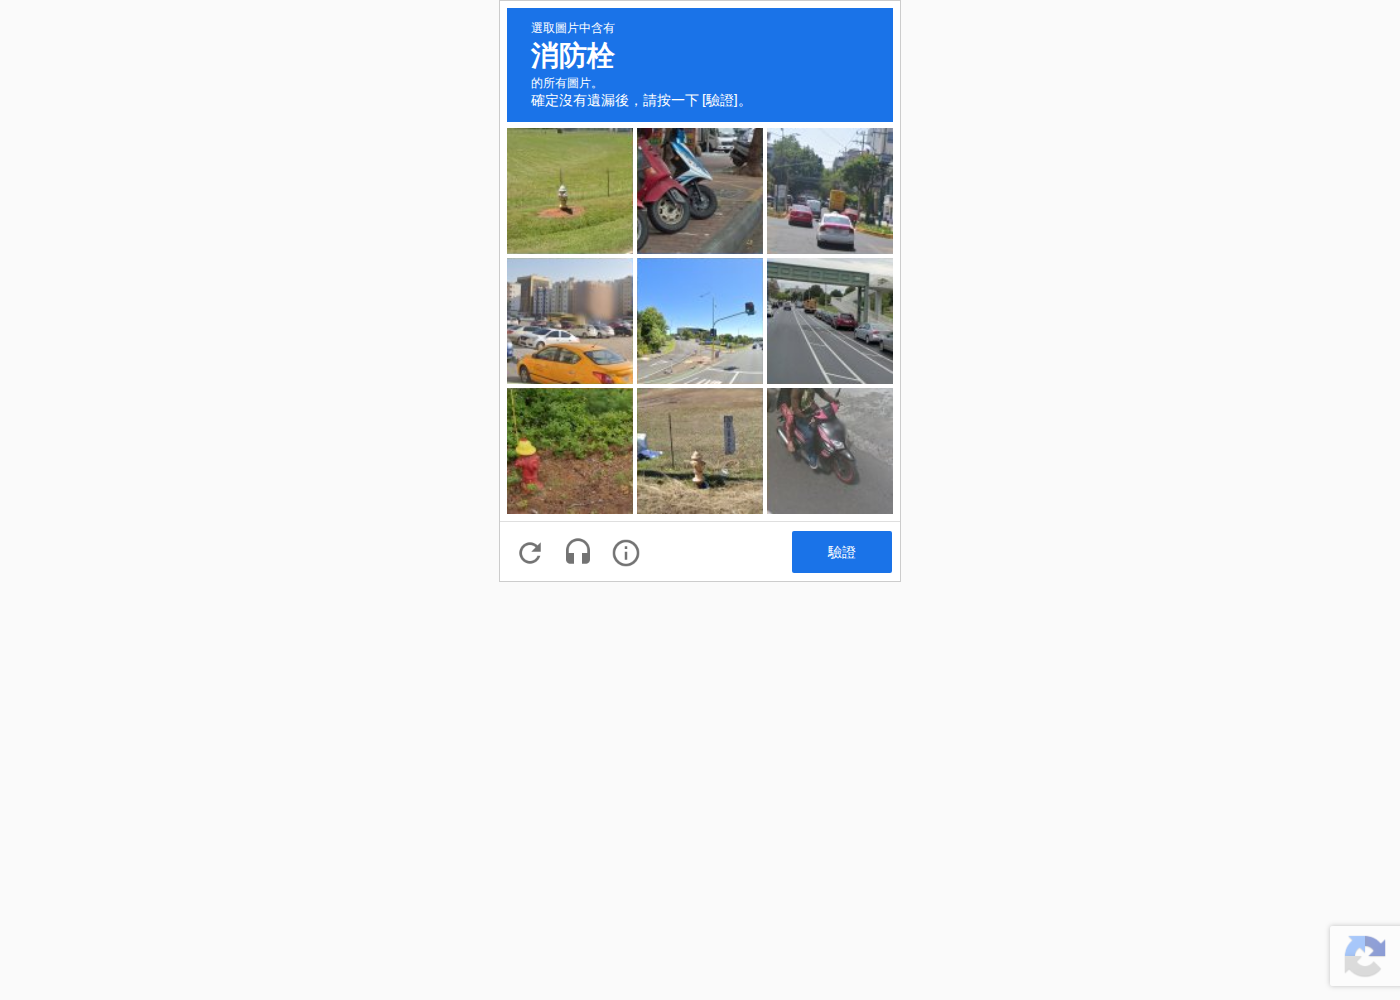 選取圖片中含有
消防栓
的所有圖片。
確定沒有遺漏後，請按一下 [驗證]。
驗證